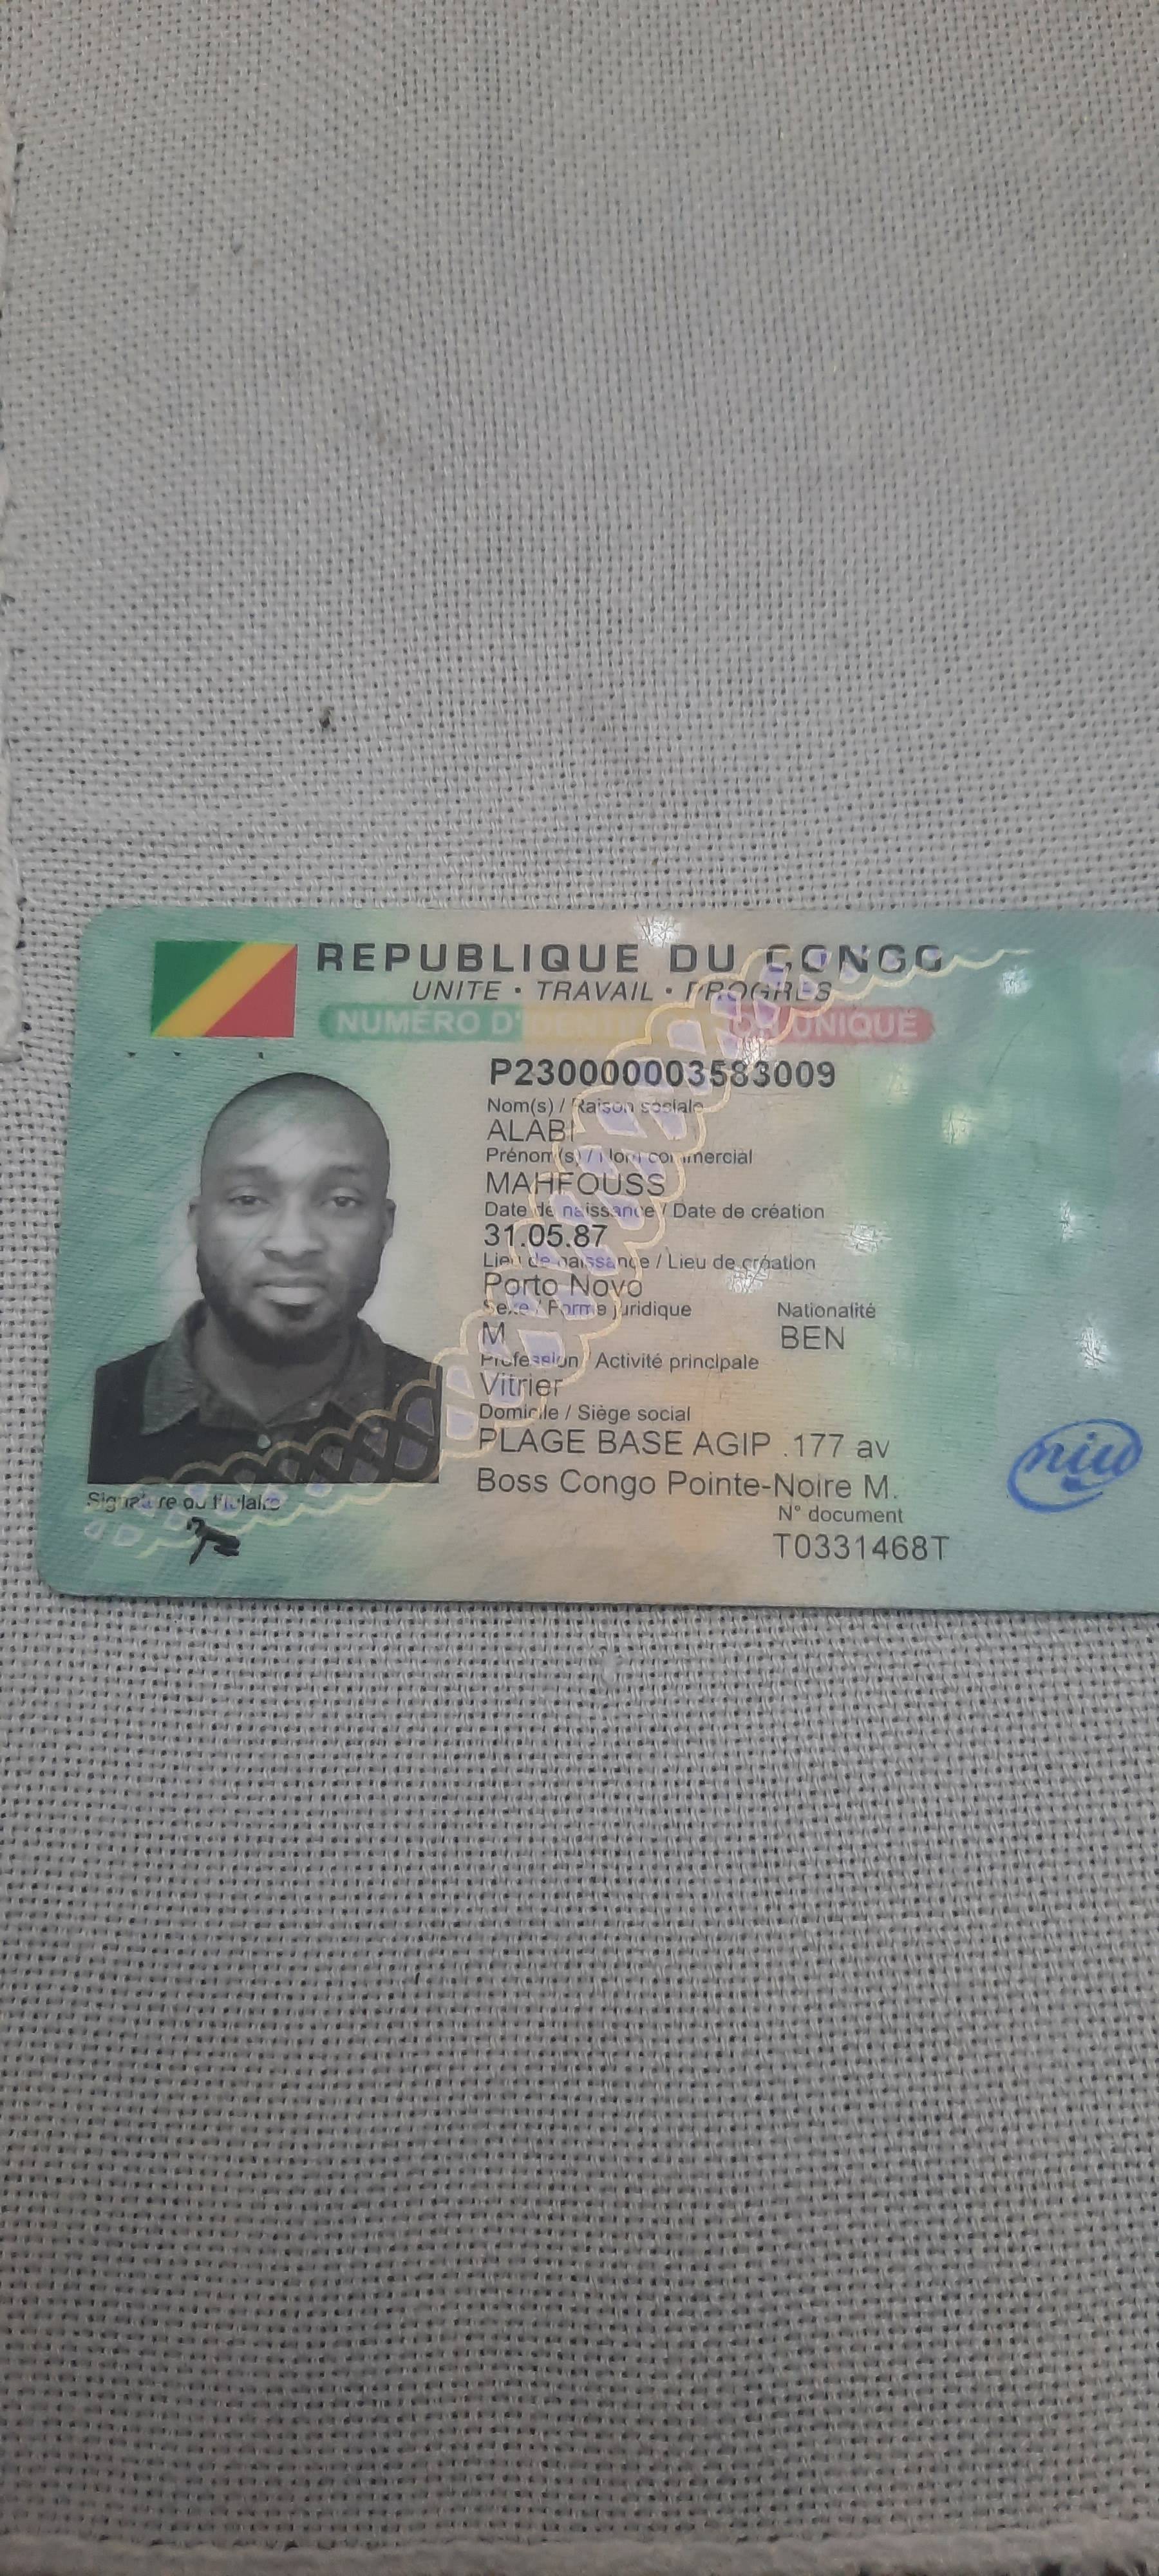 REPUBLIQUE DU CONGO
UNITE • TRAVAIL • PROGRES
NUMÉRO D'IDENTIFICATION UNIQUE
P230000003583009
Nom(s) / Raison sociale
ALABI
Prénom(s) / Nom commercial
MAHFOUSS
Date de naissance / Date de création
31.05.87
Lieu de naissance / Lieu de création
Porto Novo
Sexe / Forme juridique Nationalité
M BEN
Profession / Activité principale
Vitrier
Domicile / Siège social
PLAGE BASE AGIP .177 av
Boss Congo Pointe-Noire M.
Signature du titulaire
N° document
T0331468T
niu